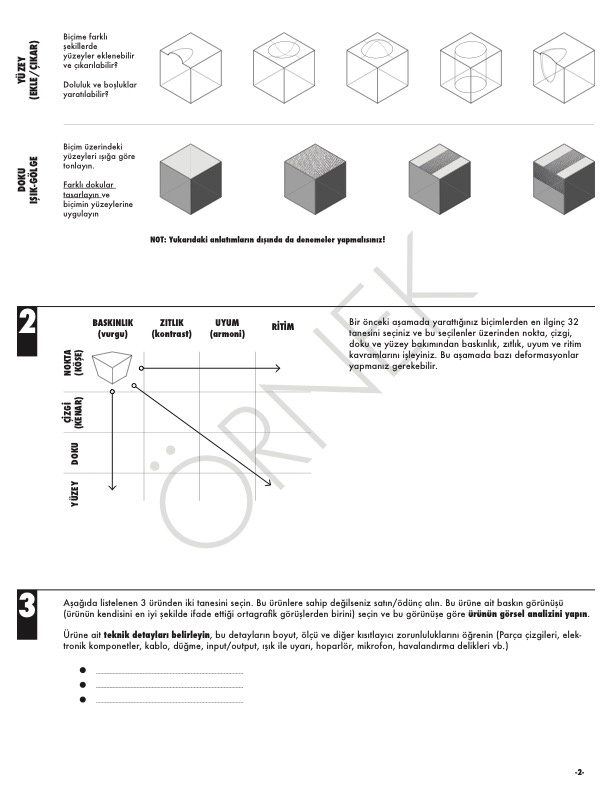 YÜZEY
(EKLE/ÇIKAR)
Biçime farklı
şekillerde
yüzeyler eklenebilir
ve çıkarılabilir?
Doluluk ve boşluklar
yaratılabilir?
DOKU
IŞIK-GÖLGE
Biçim üzerindeki
yüzeyleri ışığa göre
tonlayın.
Farklı dokular
tasarlayın ve
biçimin yüzeylerine
uygulayın
NOT: Yukarıdaki anlatımların dışında da denemeler yapmalısınız!
2
BASKINLIK
(vurgu)
ZITLIK
(kontrast)
UYUM
(armoni)
RİTİM
NOKTA
(KÖŞE)
ÇİZGİ
(KENAR)
DOKU
YÜZEY
Bir önceki aşamada yarattığınız biçimlerden en ilginç 32
tanesini seçiniz ve bu seçilenler üzerinden nokta, çizgi,
doku ve yüzey bakımından baskınlık, zıtlık, uyum ve ritim
kavramlarını işleyiniz. Bu aşamada bazı deformasyonlar
yapmanız gerekebilir.
ÖRNEK
3
Aşağıda listelenen 3 üründen iki tanesini seçin. Bu ürünlere sahip değilseniz satın/ödünç alın. Bu ürüne ait baskın görünüşü
(ürünün kendisini en iyi şekilde ifade ettiği ortagrafik görüşlerden birini) seçin ve bu görünüşe göre ürünün görsel analizini yapın.
Ürüne ait teknik detayları belirleyin, bu detayların boyut, ölçü ve diğer kısıtlayıcı zorunluluklarını öğrenin (Parça çizgileri, elek-
tronik komponetler, kablo, düğme, input/output, ışık ile uyarı, hoparlör, mikrofon, havalandırma delikleri vb.)
-2-